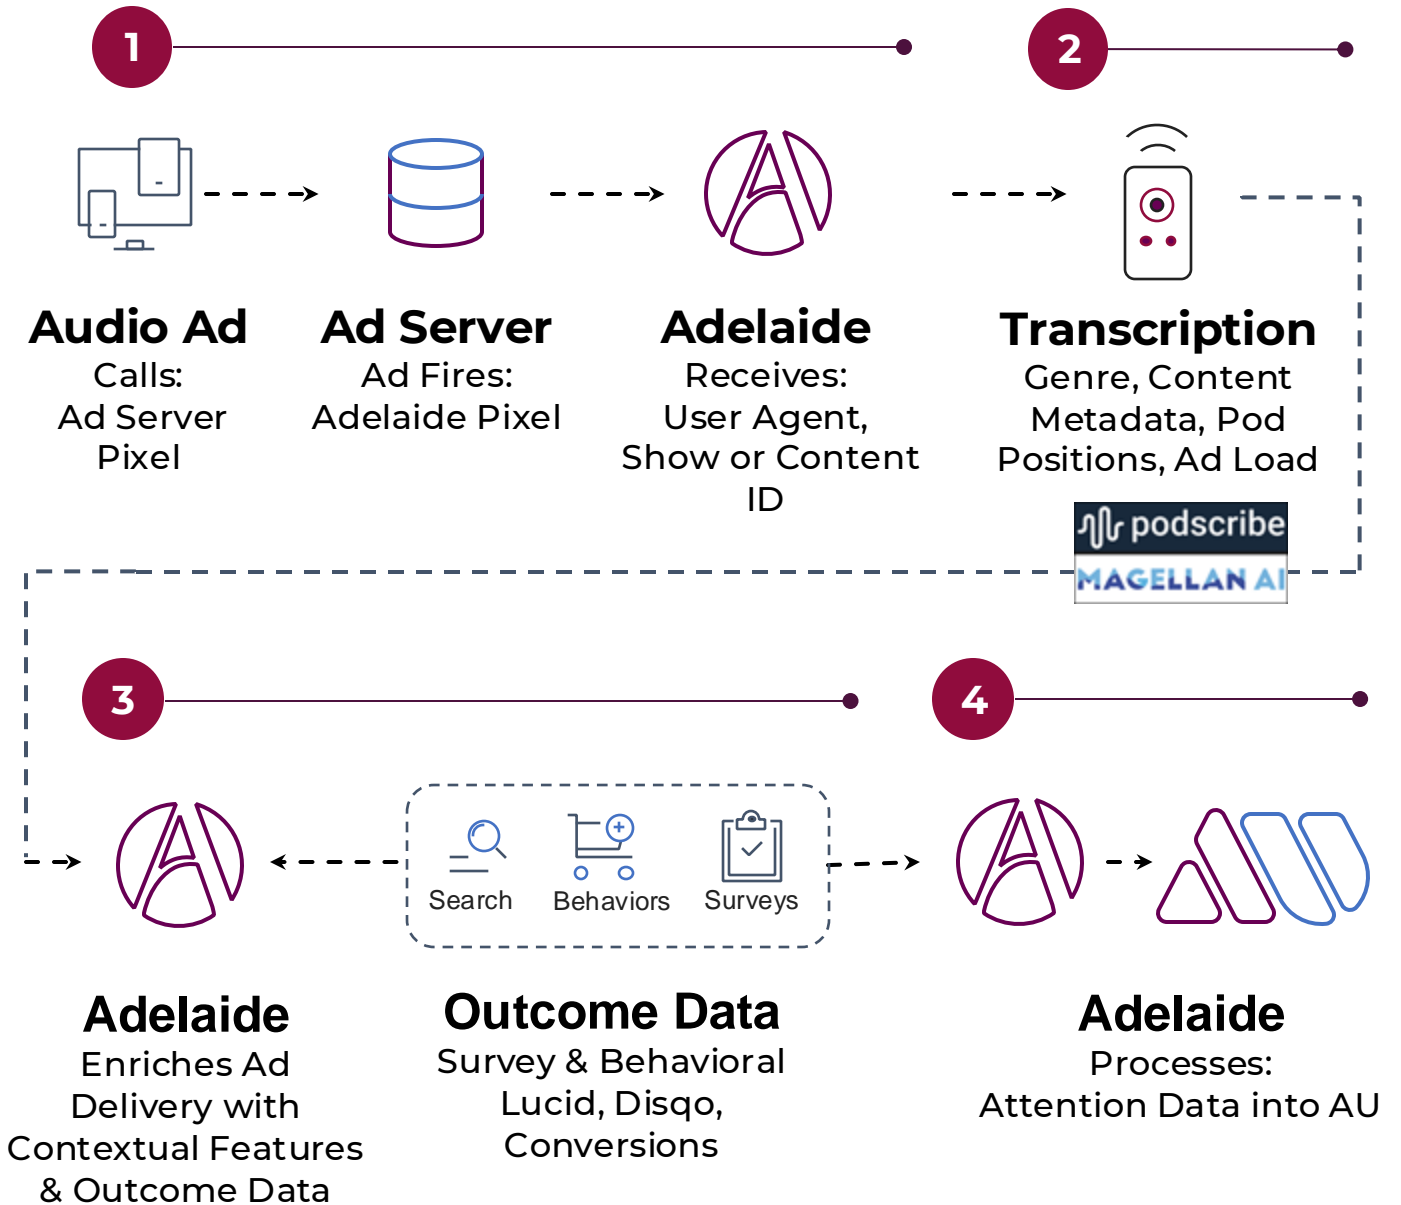 1
2
Audio Ad
Calls:
Ad Server
Pixel
Ad Server
Ad Fires:
Adelaide Pixel
Adelaide
Receives:
User Agent,
Show or Content
ID
Transcription
Genre, Content
Metadata, Pod
Positions, Ad Load
podscribe
MAGELLAN AI
3
4
Search
Behaviors
Surveys
Adelaide
Enriches Ad
Delivery with
Contextual Features
& Outcome Data
Outcome Data
Survey & Behavioral
Lucid, Disqo,
Conversions
Adelaide
Processes:
Attention Data into AU